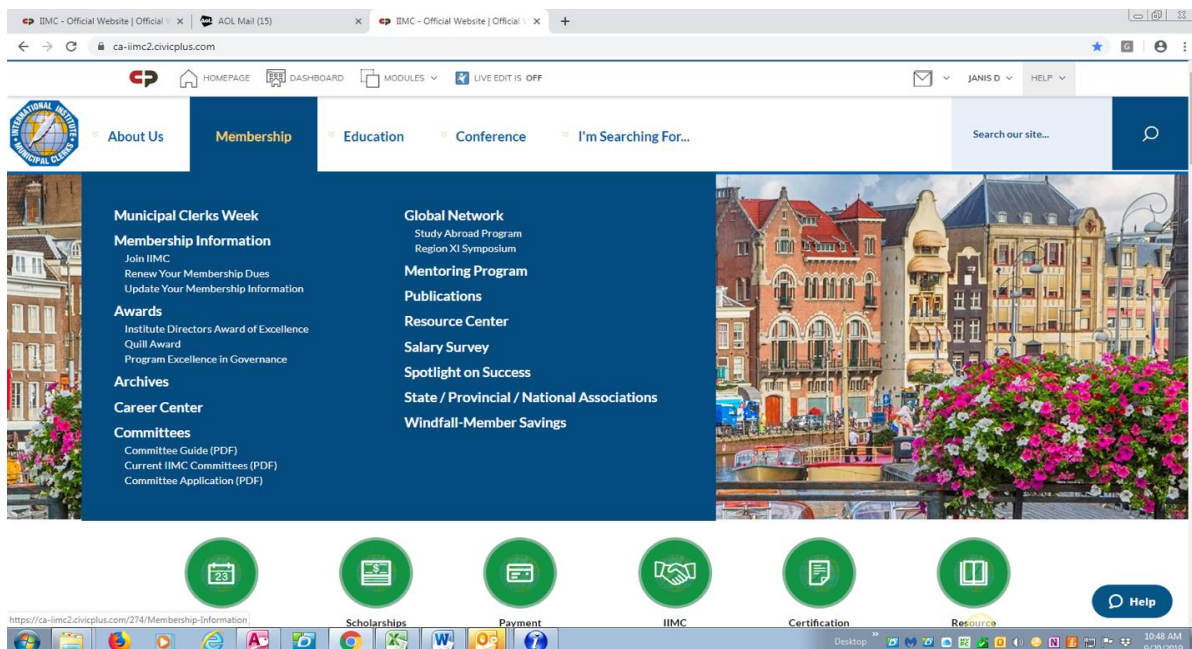 IIMC - Official Website | Official
AOL Mail (15)
IIMC - Official Website | Official
ca-iimc2.civicplus.com
HOMEPAGE
DASHBOARD
MODULES
LIVE EDIT IS OFF
JANIS D
HELP
INTERNATIONAL INSTITUTE
MUNICIPAL CLERKS
About Us
Membership
Education
Conference
I'm Searching For...
Search our site...
Municipal Clerks Week
Membership Information
Join IIMC
Renew Your Membership Dues
Update Your Membership Information
Awards
Institute Directors Award of Excellence
Quill Award
Program Excellence in Governance
Archives
Career Center
Committees
Committee Guide (PDF)
Current IIMC Committees (PDF)
Committee Application (PDF)
Global Network
Study Abroad Program
Region XI Symposium
Mentoring Program
Publications
Resource Center
Salary Survey
Spotlight on Success
State / Provincial / National Associations
Windfall-Member Savings
23
Scholarships
Payment
IIMC
Certification
Resource
Help
https://ca-iimc2.civicplus.com/274/Membership-Information
Desktop
10:48 AM